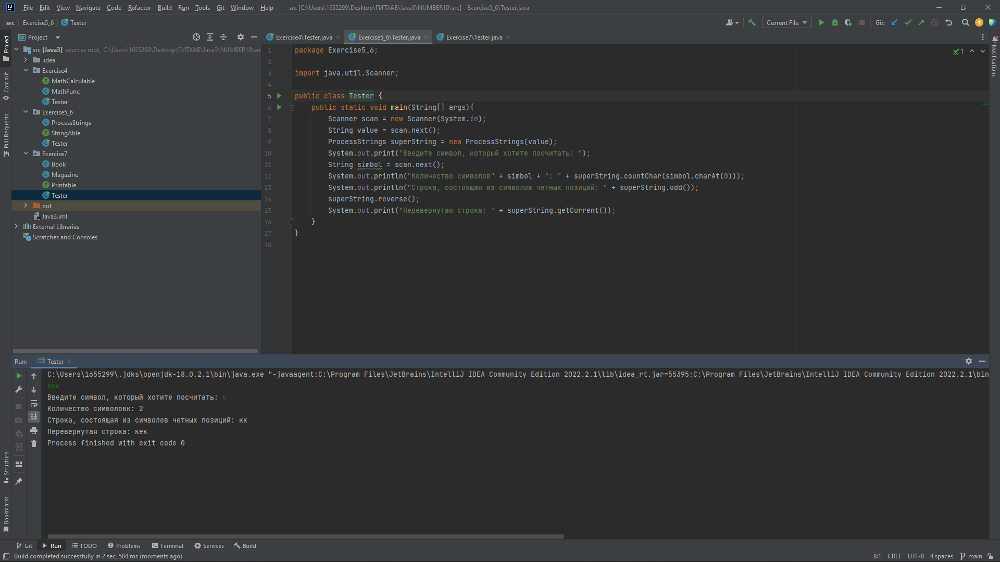 File Edit View Navigate Code Refactor Build Run Tools Git Window Help src [C:\Users\1655299\Desktop\ГИТХАБ\Java3\NUMBER10\src] - Exercise5_6\Tester.java
src Exercise5_6 Tester Current File Git:
Project
Exercise4\Tester.java Exercise5_6\Tester.java Exercise7\Tester.java
src [Java3] sources root, C:\Users\1655299\Desktop\ГИТХАБ\Java3\NUMBER10\src
.idea
Exercise4
MathCalculable
MathFunc
Tester
Exercise5_6
ProcessStrings
StringAble
Tester
Exercise7
Book
Magazine
Printable
Tester
out
Java3.iml
External Libraries
Scratches and Consoles
1 package Exercise5_6;
2
3 import java.util.Scanner;
4
5 public class Tester {
6 public static void main(String[] args){
7 Scanner scan = new Scanner(System.in);
8 String value = scan.next();
9 ProcessStrings superString = new ProcessStrings(value);
10 System.out.print("Введите символ, который хотите посчитать: ");
11 String simbol = scan.next();
12 System.out.println("Количество символов" + simbol + ": " + superString.countChar(simbol.charAt(0)));
13 System.out.println("Строка, состоящая из символов четных позиций: " + superString.odd());
14 superString.reverse();
15 System.out.print("Перевернутая строка: " + superString.getCurrent());
16 }
17 }
18
1
Project
Commit
Pull Requests
Structure
Bookmarks
Notifications
Run: Tester
C:\Users\1655299\.jdks\openjdk-18.0.2.1\bin\java.exe "-javaagent:C:\Program Files\JetBrains\IntelliJ IDEA Community Edition 2022.2.1\lib\idea_rt.jar=55395:C:\Program Files\JetBrains\IntelliJ IDEA Community Edition 2022.2.1\bin
кек
Введите символ, который хотите посчитать: к
Количество символовк: 2
Строка, состоящая из символов четных позиций: кк
Перевернутая строка: кек
Process finished with exit code 0
Git Run TODO Problems Terminal Services Build
Build completed successfully in 2 sec, 584 ms (moments ago) 8:1 CRLF UTF-8 4 spaces main